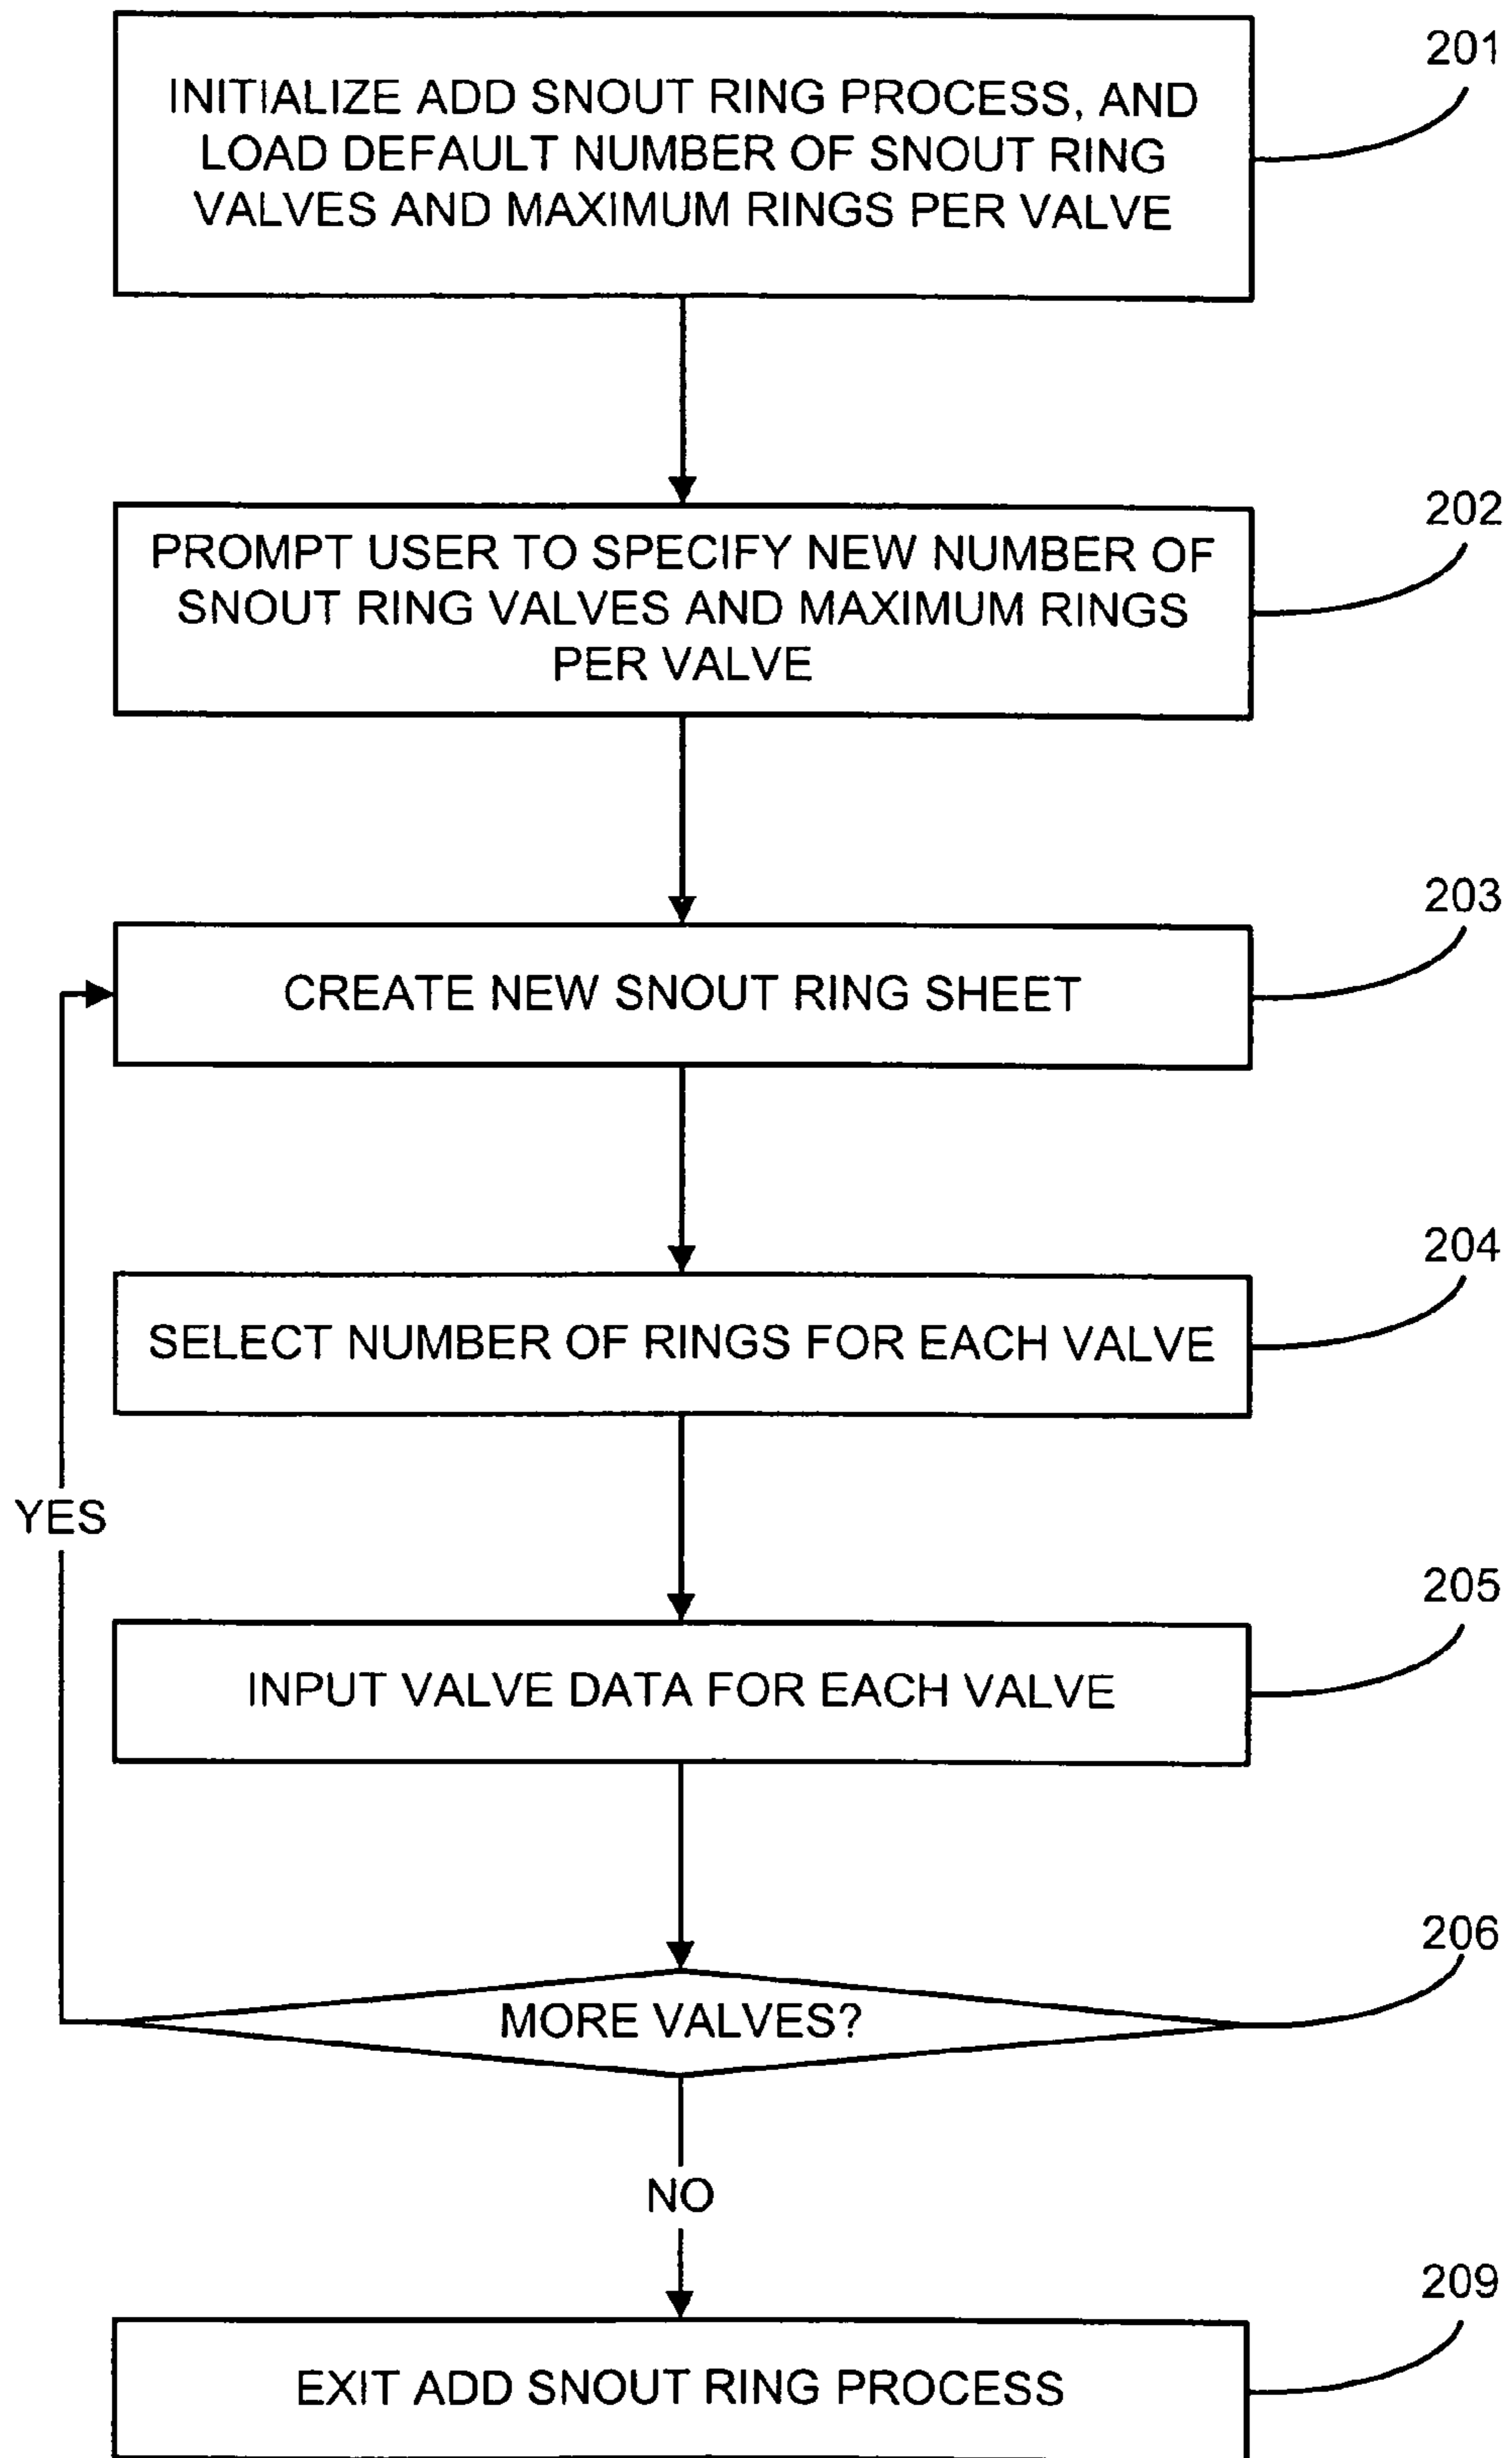 201
INITIALIZE ADD SNOUT RING PROCESS, AND
LOAD DEFAULT NUMBER OF SNOUT RING
VALVES AND MAXIMUM RINGS PER VALVE
202
PROMPT USER TO SPECIFY NEW NUMBER OF
SNOUT RING VALVES AND MAXIMUM RINGS
PER VALVE
203
CREATE NEW SNOUT RING SHEET
204
SELECT NUMBER OF RINGS FOR EACH VALVE
YES
205
INPUT VALVE DATA FOR EACH VALVE
206
MORE VALVES?
NO
209
EXIT ADD SNOUT RING PROCESS